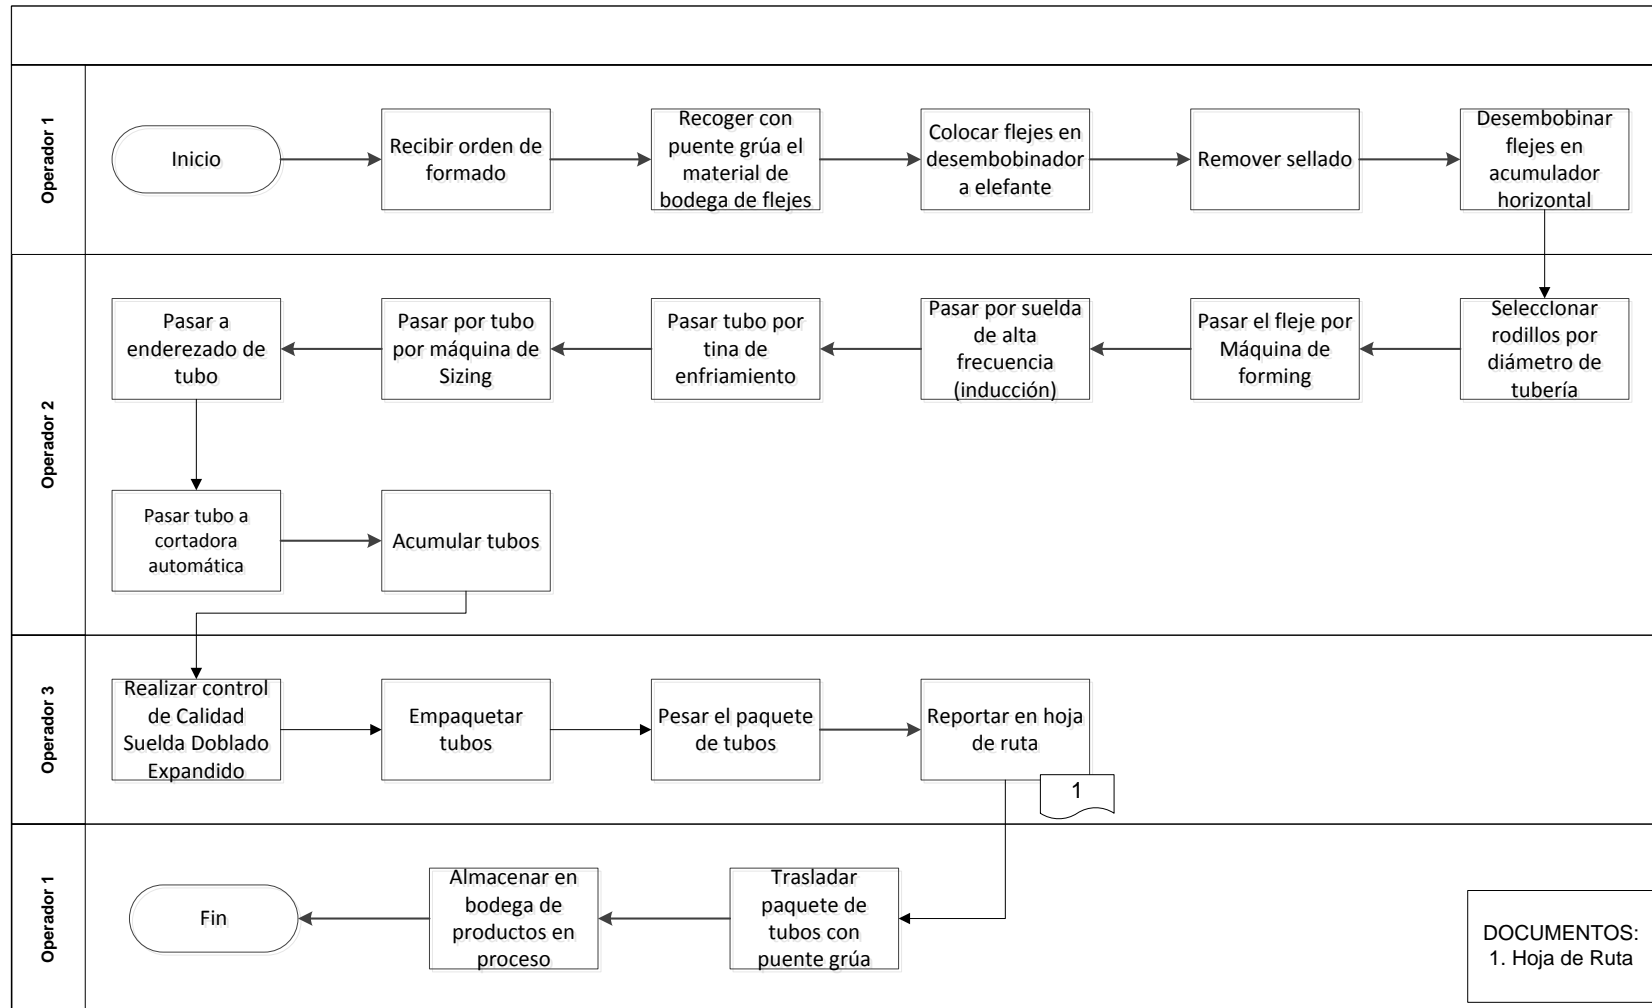 Operador 1
Inicio
Recibir orden de
formado
Recoger con
puente grúa el
material de
bodega de flejes
Colocar flejes en
desembobinador
a elefante
Remover sellado
Desembobinar
flejes en
acumulador
horizontal
Operador 2
Seleccionar
rodillos por
diámetro de
tubería
Pasar el fleje por
Máquina de
forming
Pasar por suelda
de alta
frecuencia
(inducción)
Pasar tubo por
tina de
enfriamiento
Pasar por tubo
por máquina de
Sizing
Pasar a
enderezado de
tubo
Pasar tubo a
cortadora
automática
Acumular tubos
Operador 3
Realizar control
de Calidad
Suelda Doblado
Expandido
Empaquetar
tubos
Pesar el paquete
de tubos
Reportar en hoja
de ruta
1
Operador 1
Trasladar
paquete de
tubos con
puente grúa
Almacenar en
bodega de
productos en
proceso
Fin
DOCUMENTOS:
1. Hoja de Ruta